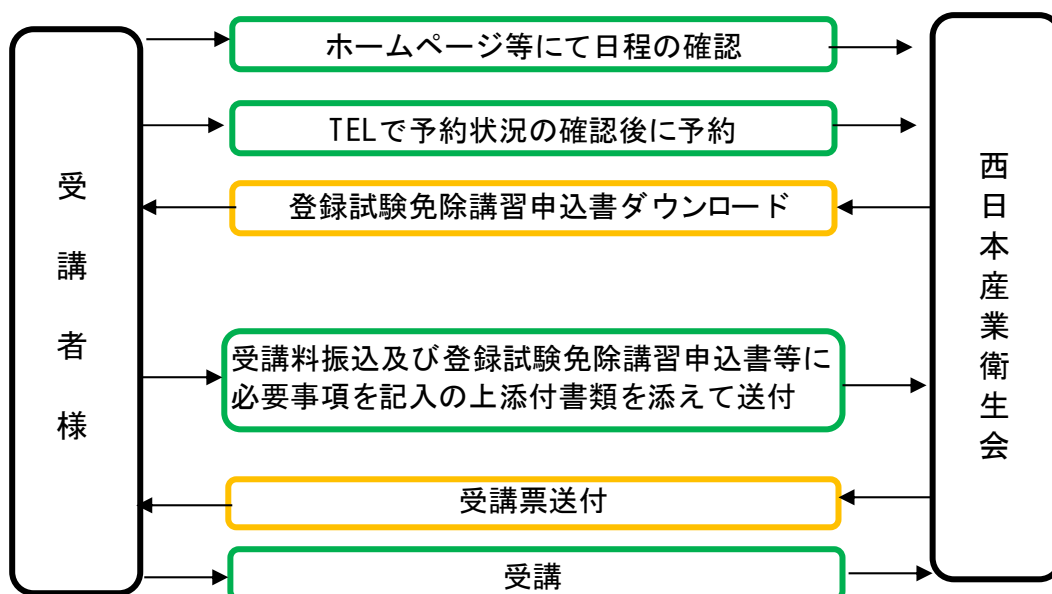 ホームページ等にて日程の確認
TELで予約状況の確認後に予約
受講者様
登録試験免除講習申込書ダウンロード
西日本産業衛生会
受講料振込及び登録試験免除講習申込書等に
必要事項を記入の上添付書類を添えて送付
受講票送付
受講